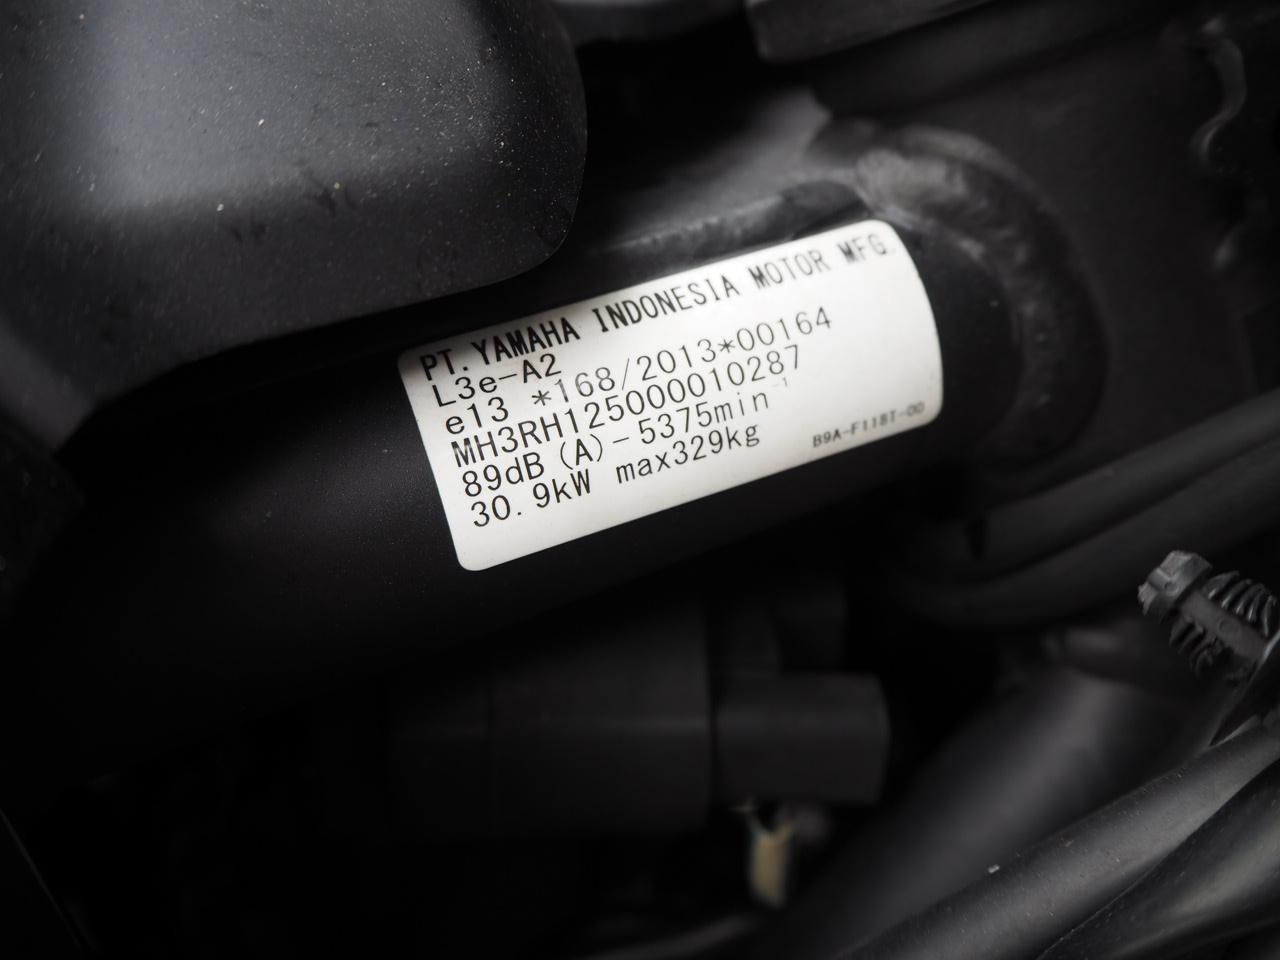 PT. YAMAHA INDONESIA MOTOR MFG.
L3e-A2
e13 *168/2013*00164
MH3RH125000010287
89dB (A) - 5375min⁻¹
30.9kW max329kg
B9A-F118T-00